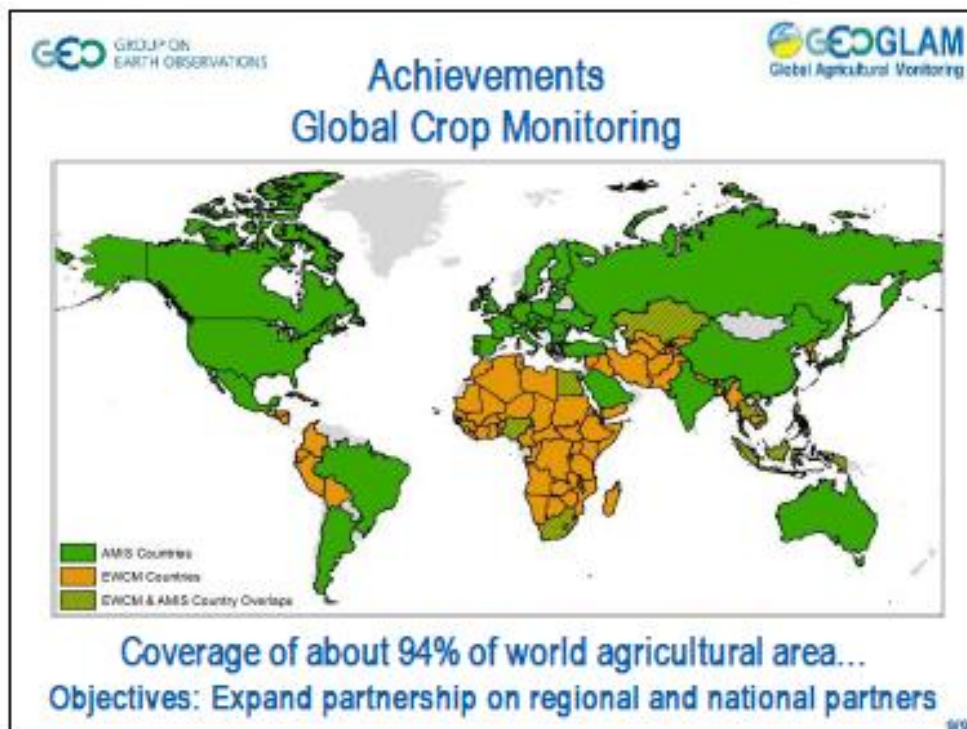 GEO GROUP ON
EARTH OBSERVATIONS
GEOGLAM
Global Agricultural Monitoring
Achievements
Global Crop Monitoring
AMIS Countries
EWCM Countries
EWCM & AMIS Country Overlaps
Coverage of about 94% of world agricultural area...
Objectives: Expand partnership on regional and national partners